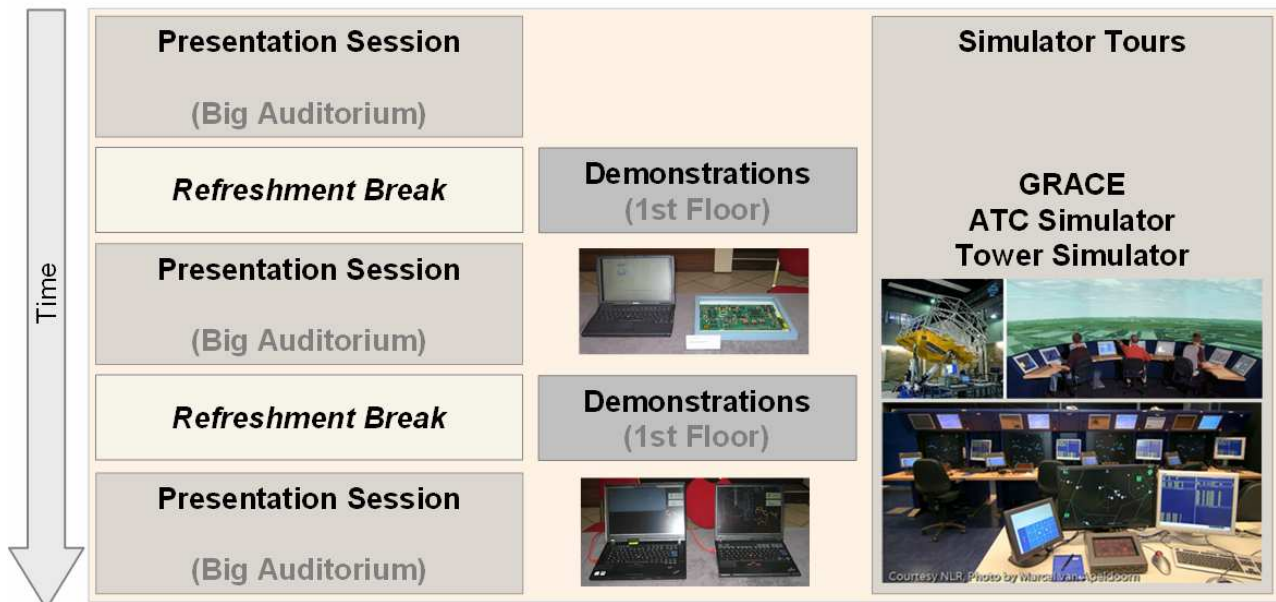 Time
Presentation Session
(Big Auditorium)
Refreshment Break
Demonstrations
(1st Floor)
Presentation Session
(Big Auditorium)
Refreshment Break
Demonstrations
(1st Floor)
Presentation Session
(Big Auditorium)
Simulator Tours
GRACE
ATC Simulator
Tower Simulator
Courtesy NLR, Photo by Marcel van Apeldoorn